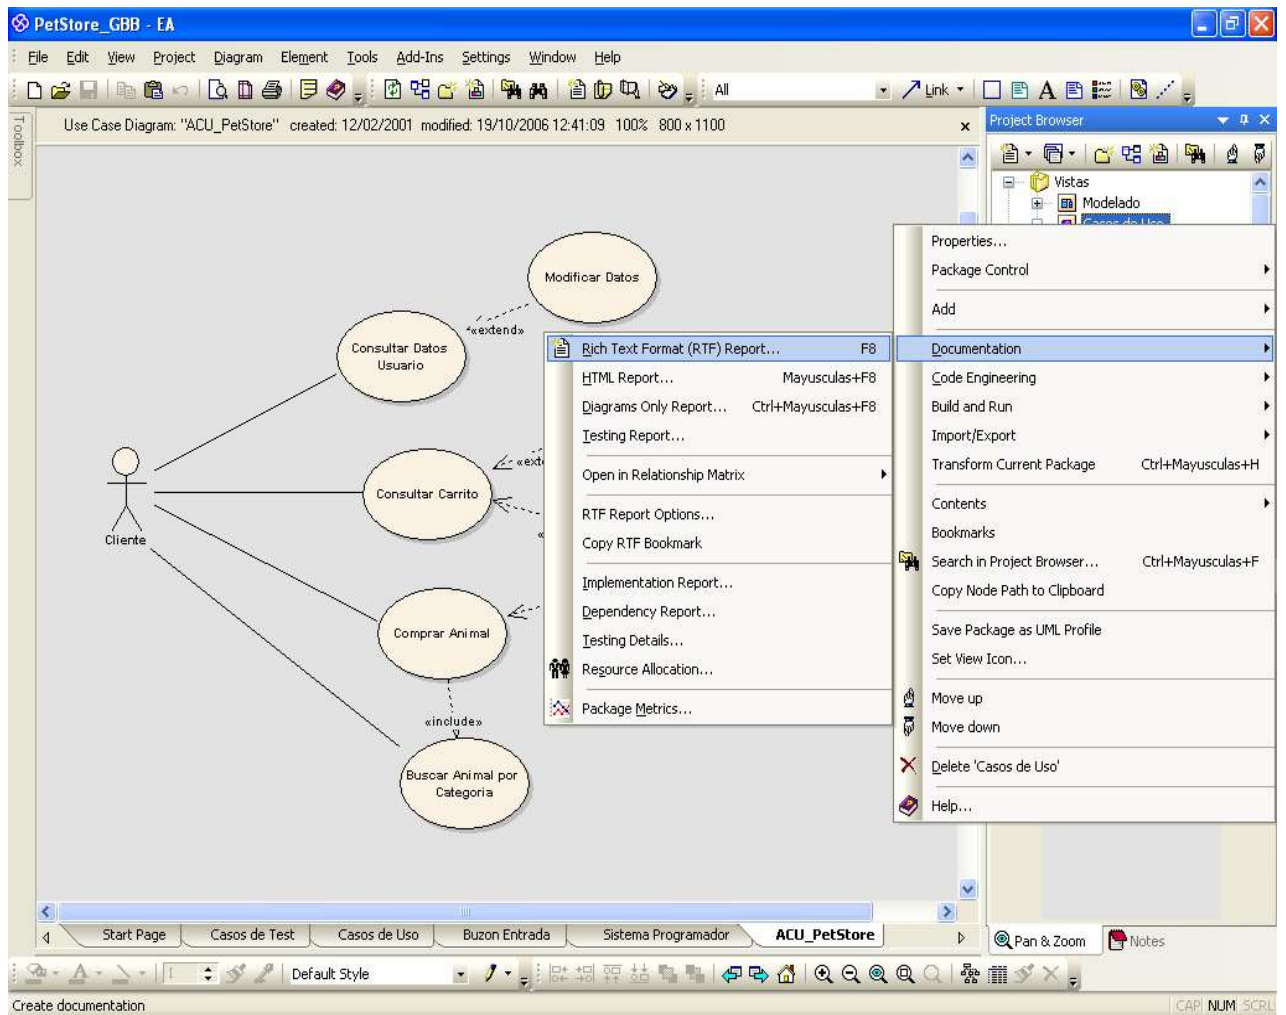 PetStore_GBB - EA
File Edit View Project Diagram Element Tools Add-Ins Settings Window Help
All
Link
A
Toolbox
Use Case Diagram: "ACU_PetStore" created: 12/02/2001 modified: 19/10/2006 12:41:09 100% 800 x 1100
Project Browser
Vistas
Modelado
Casos de Uso
Modificar Datos
«extend»
Consultar Datos
Usuario
Consultar Carrito
Cliente
Comprar Animal
«include»
Buscar Animal por
Categoria
Rich Text Format (RTF) Report... F8
HTML Report... Mayusculas+F8
Diagrams Only Report... Ctrl+Mayusculas+F8
Testing Report...
Open in Relationship Matrix
RTF Report Options...
Copy RTF Bookmark
Implementation Report...
Dependency Report...
Testing Details...
Resource Allocation...
Package Metrics...
Properties...
Package Control
Add
Documentation
Code Engineering
Build and Run
Import/Export
Transform Current Package Ctrl+Mayusculas+H
Contents
Bookmarks
Search in Project Browser... Ctrl+Mayusculas+F
Copy Node Path to Clipboard
Save Package as UML Profile
Set View Icon...
Move up
Move down
Delete 'Casos de Uso'
Help...
Start Page Casos de Test Casos de Uso Buzon Entrada Sistema Programador ACU_PetStore
Pan & Zoom Notes
A 1 Default Style
Create documentation CAP NUM SCRL